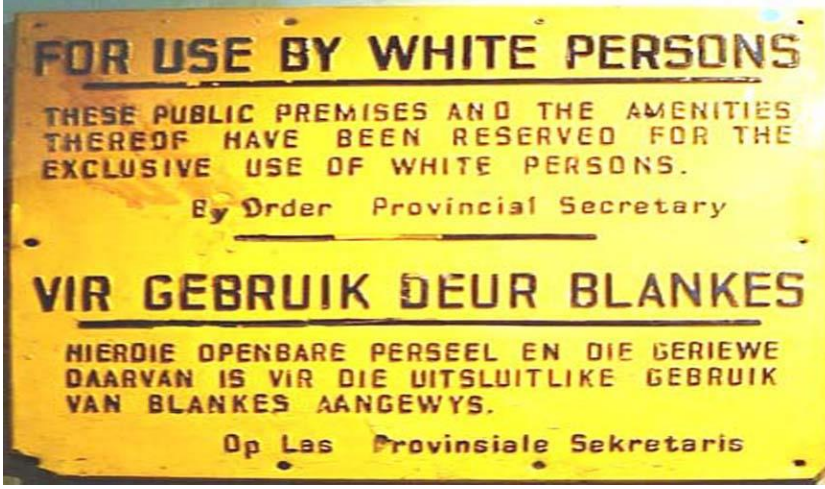 FOR USE BY WHITE PERSONS
THESE PUBLIC PREMISES AND THE AMENITIES
THEREOF HAVE BEEN RESERVED FOR THE
EXCLUSIVE USE OF WHITE PERSONS.
By Order Provincial Secretary
VIR GEBRUIK DEUR BLANKES
HIERDIE OPENBARE PERSEEL EN DIE GERIEWE
DAARVAN IS VIR DIE UITSLUITLIKE GEBRUIK
VAN BLANKES AANGEWYS.
Op Las Provinsiale Sekretaris